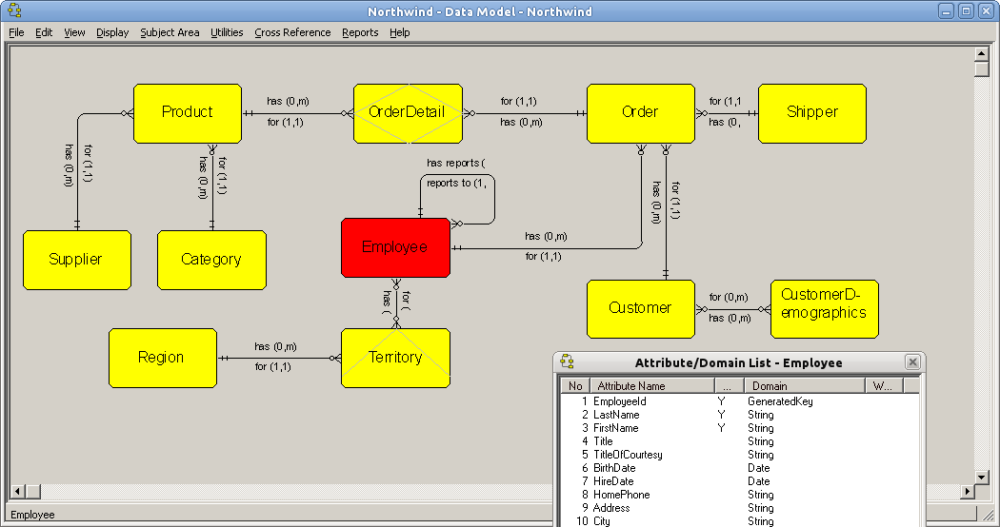 Northwind - Data Model - Northwind
File Edit View Display Subject Area Utilities Cross Reference Reports Help
Product
has (0,m)
for (1,1)
OrderDetail
for (1,1)
has (0,m)
Order
for (1,1
has (0,
Shipper
for (1,1)
has (0,m)
for (1,1)
has (0,m)
has reports (
reports to (1,
for (1,1)
has (0,m)
Supplier
Category
Employee
has (0,m)
for (1,1)
for (
has (
Customer
for (0,m)
has (0,m)
CustomerD-
emographics
Region
has (0,m)
for (1,1)
Territory
Attribute/Domain List - Employee
No Attribute Name ... Domain W...
1 EmployeeId Y GeneratedKey
2 LastName Y String
3 FirstName Y String
4 Title String
5 TitleOfCourtesy String
6 BirthDate Date
7 HireDate Date
8 HomePhone String
9 Address String
10 City String
Employee